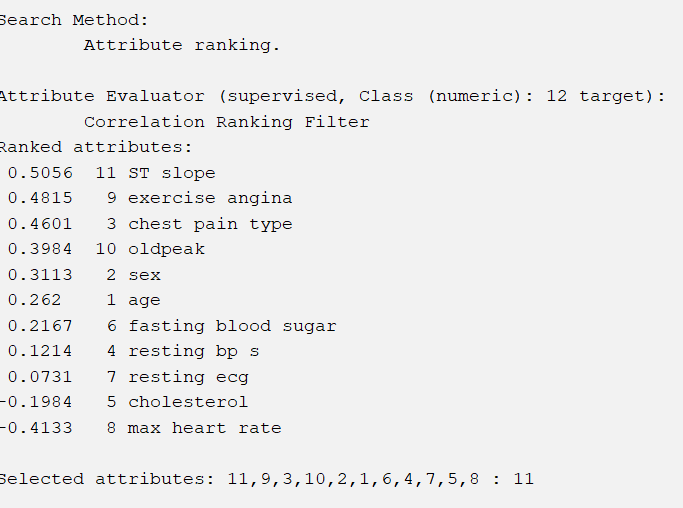 Search Method:
Attribute ranking.
Attribute Evaluator (supervised, Class (numeric): 12 target):
Correlation Ranking Filter
Ranked attributes:
0.5056 11 ST slope
0.4815 9 exercise angina
0.4601 3 chest pain type
0.3984 10 oldpeak
0.3113 2 sex
0.262 1 age
0.2167 6 fasting blood sugar
0.1214 4 resting bp s
0.0731 7 resting ecg
-0.1984 5 cholesterol
-0.4133 8 max heart rate
Selected attributes: 11,9,3,10,2,1,6,4,7,5,8 : 11